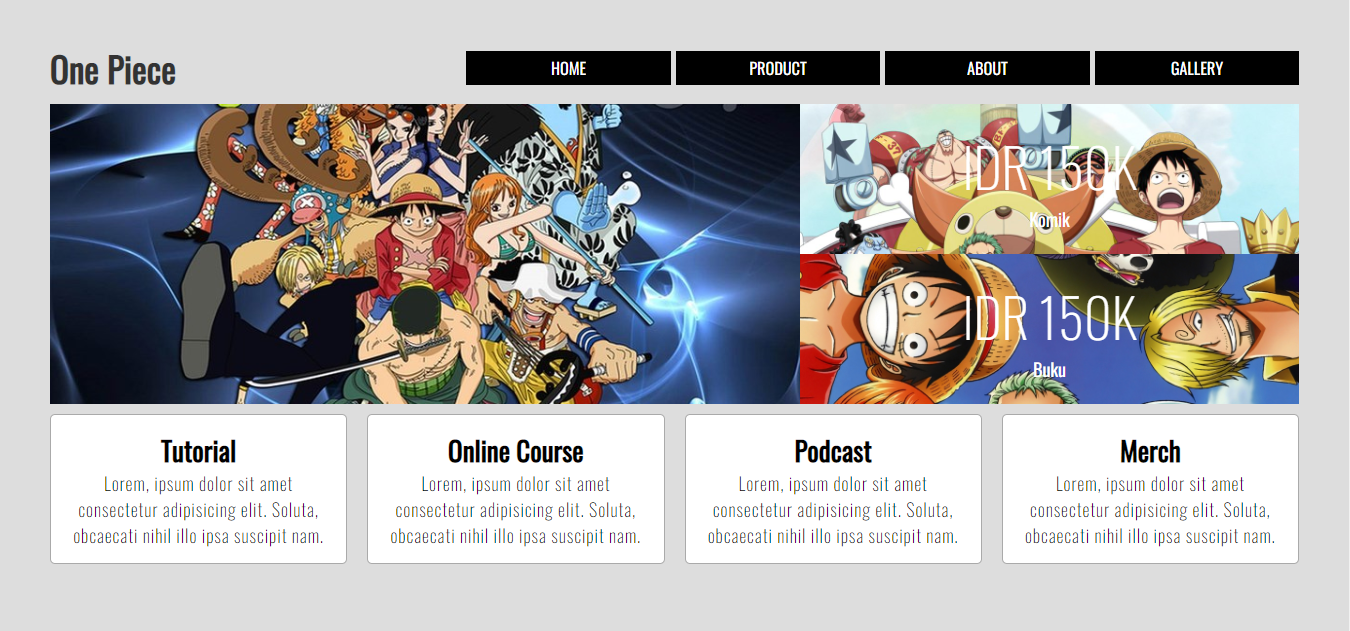 One Piece
HOME
PRODUCT
ABOUT
GALLERY
IDR 150K
Komik
IDR 150K
Buku
Tutorial
Lorem, ipsum dolor sit amet
consectetur adipisicing elit. Soluta,
obcaecati nihil illo ipsa suscipit nam.
Online Course
Lorem, ipsum dolor sit amet
consectetur adipisicing elit. Soluta,
obcaecati nihil illo ipsa suscipit nam.
Podcast
Lorem, ipsum dolor sit amet
consectetur adipisicing elit. Soluta,
obcaecati nihil illo ipsa suscipit nam.
Merch
Lorem, ipsum dolor sit amet
consectetur adipisicing elit. Soluta,
obcaecati nihil illo ipsa suscipit nam.